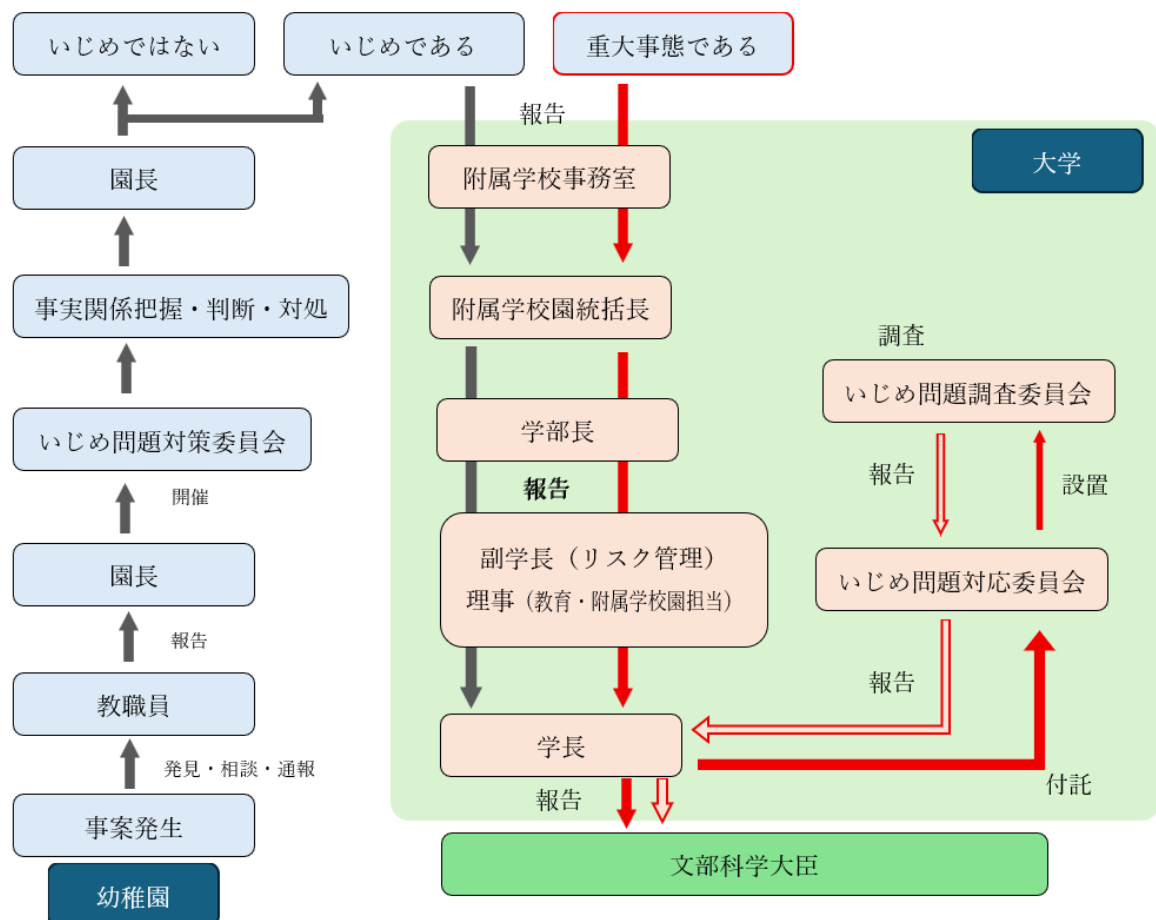 いじめではない
いじめである
重大事態である
報告
大学
園長
附属学校事務室
事実関係把握・判断・対処
附属学校園統括長
調査
いじめ問題調査委員会
いじめ問題対策委員会
学部長
報告
報告
設置
開催
園長
副学長（リスク管理）
理事（教育・附属学校園担当）
いじめ問題対応委員会
報告
報告
教職員
学長
発見・相談・通報
報告
付託
事案発生
文部科学大臣
幼稚園